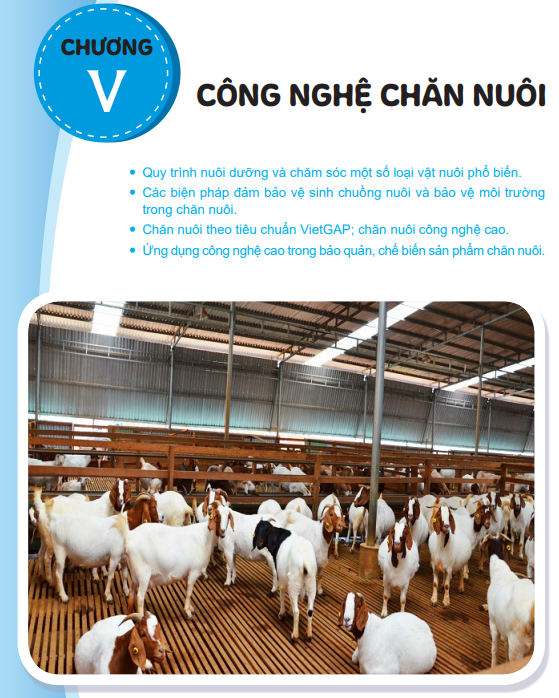 CHƯƠNG
V
CÔNG NGHỆ CHĂN NUÔI
• Quy trình nuôi dưỡng và chăm sóc một số loại vật nuôi phổ biến.
• Các biện pháp đảm bảo vệ sinh chuồng nuôi và bảo vệ môi trường
trong chăn nuôi.
• Chăn nuôi theo tiêu chuẩn VietGAP; chăn nuôi công nghệ cao.
• Ứng dụng công nghệ cao trong bảo quản, chế biến sản phẩm chăn nuôi.